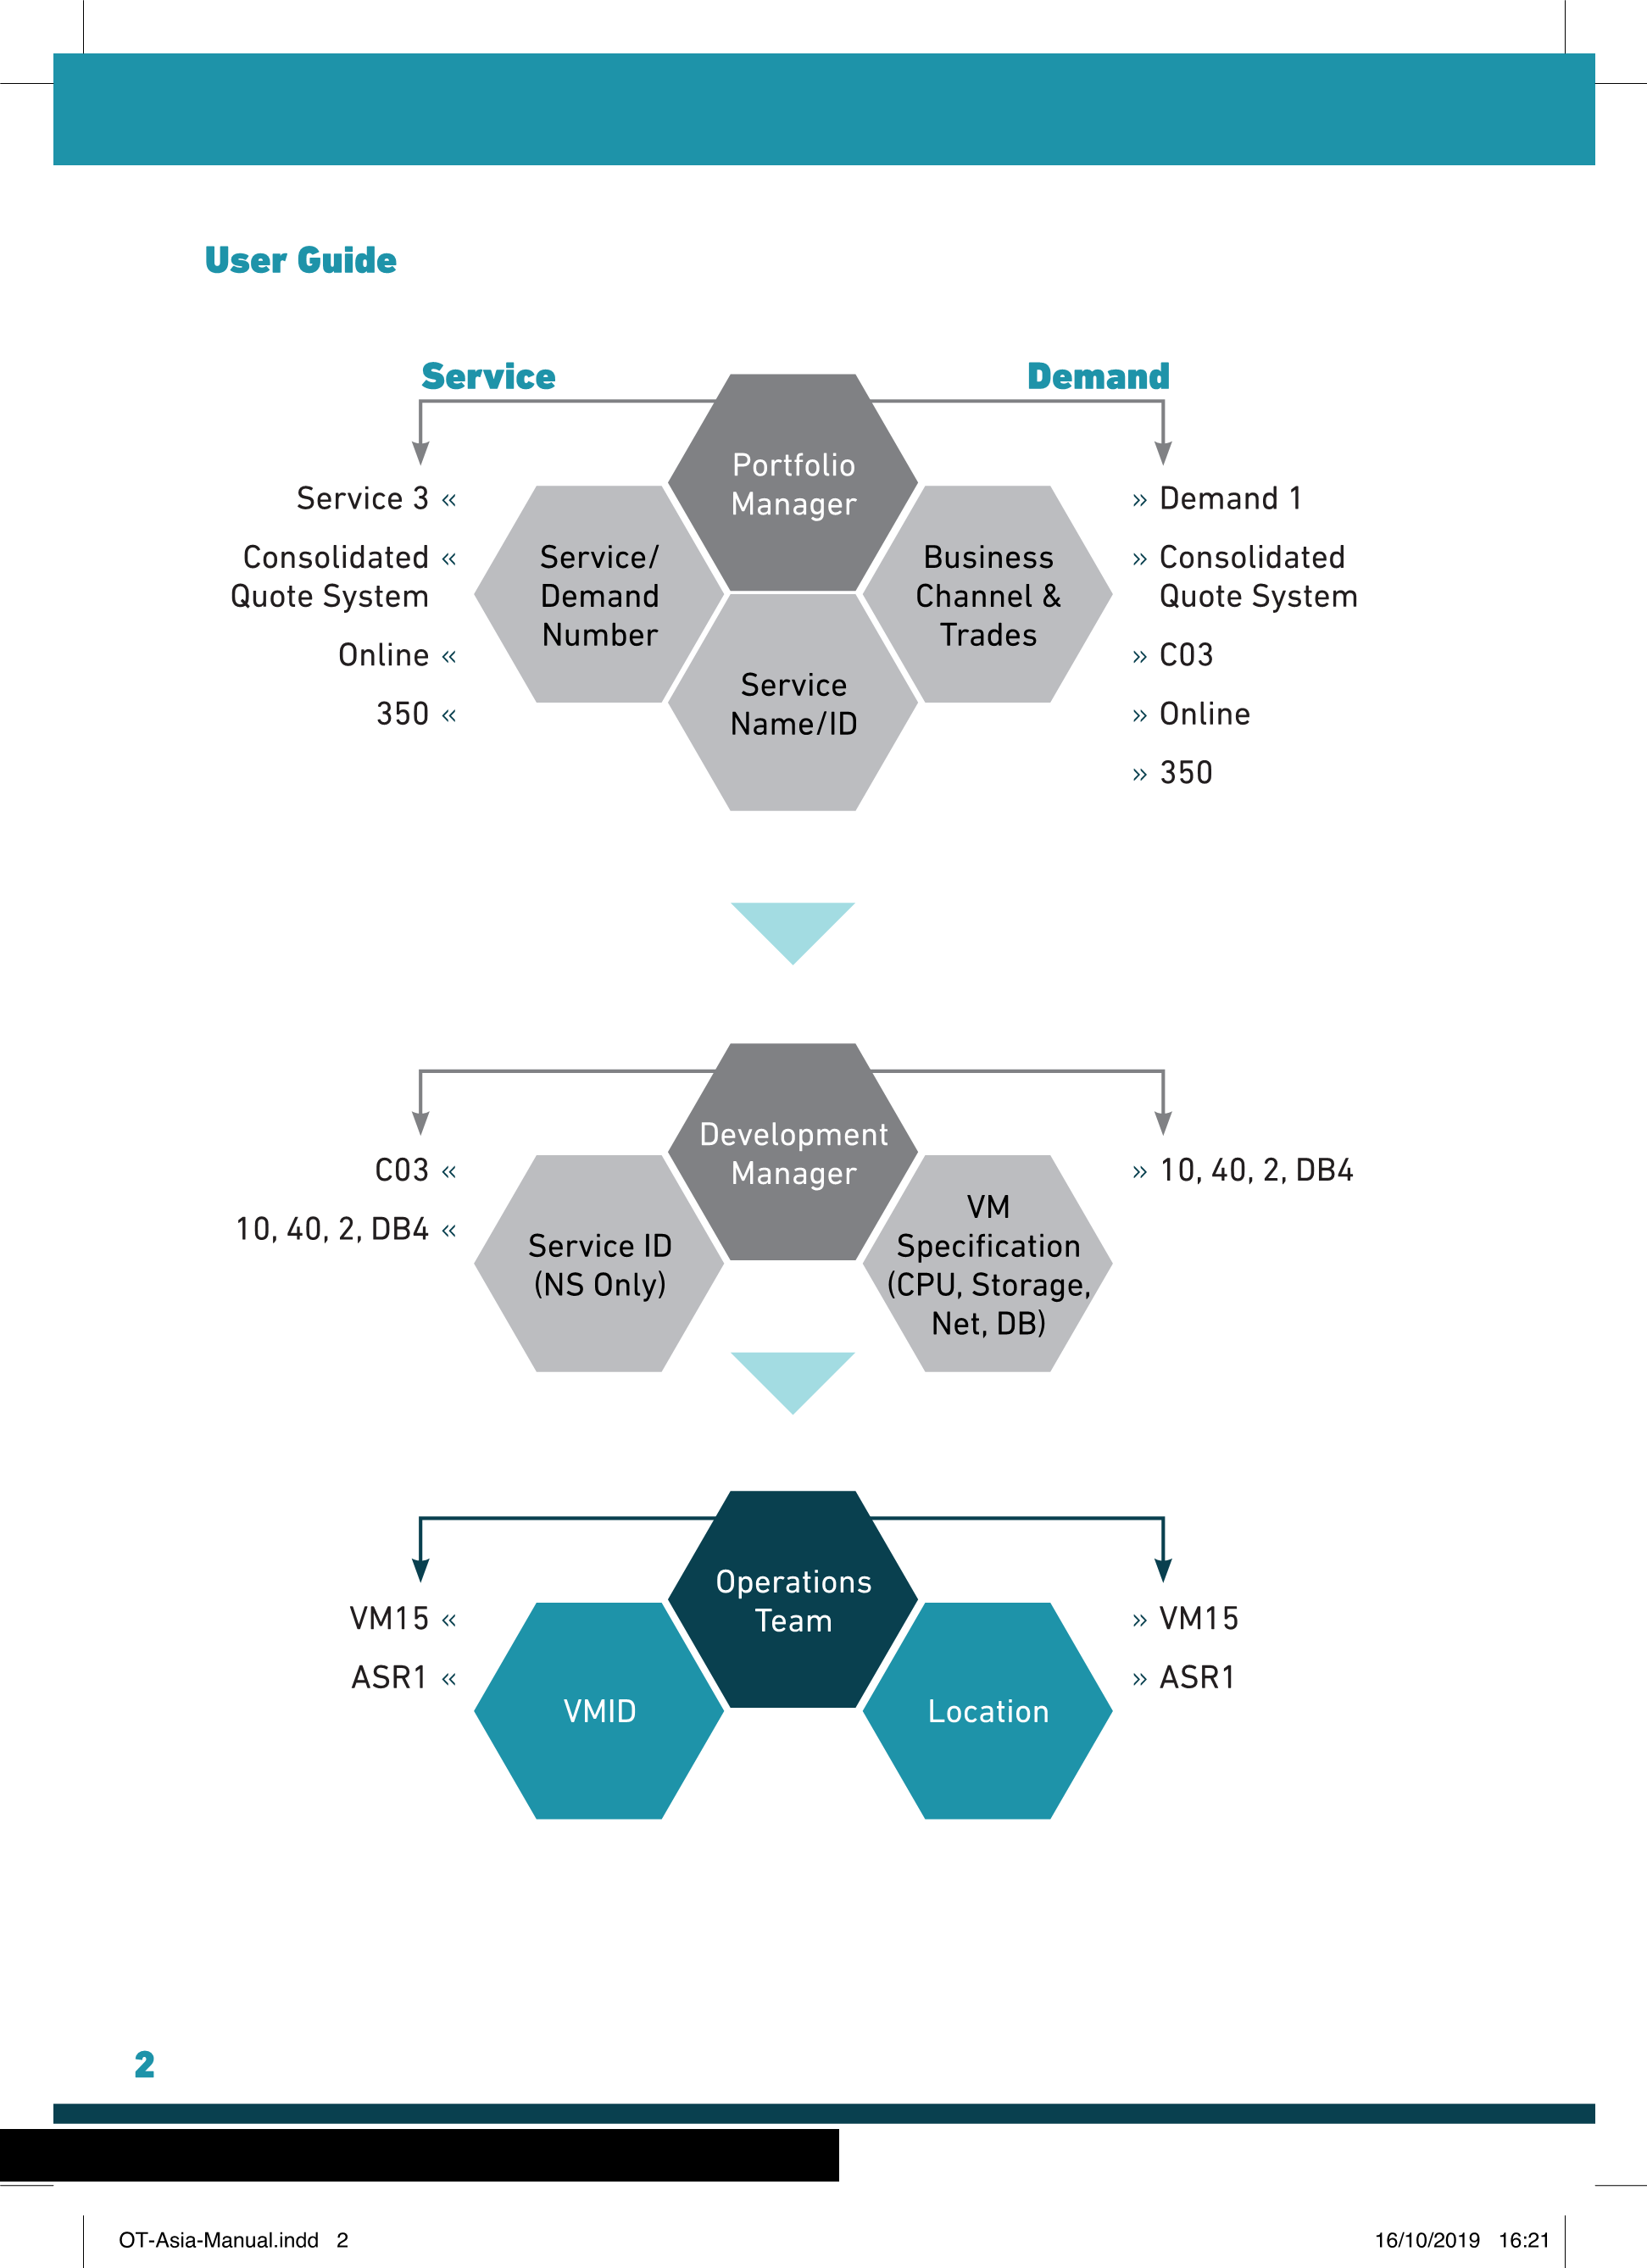 User Guide
Service
Demand
Portfolio
Manager
Service 3 «
Consolidated «
Quote System
Online «
350 «
Service/
Demand
Number
Service
Name/ID
Business
Channel &
Trades
» Demand 1
» Consolidated
Quote System
» C03
» Online
» 350
Development
Manager
C03 «
10, 40, 2, DB4 «
Service ID
(NS Only)
VM
Specification
(CPU, Storage,
Net, DB)
» 10, 40, 2, DB4
Operations
Team
VM15 «
ASR1 «
VMID
Location
» VM15
» ASR1
2
OT-Asia-Manual.indd 2
16/10/2019 16:21